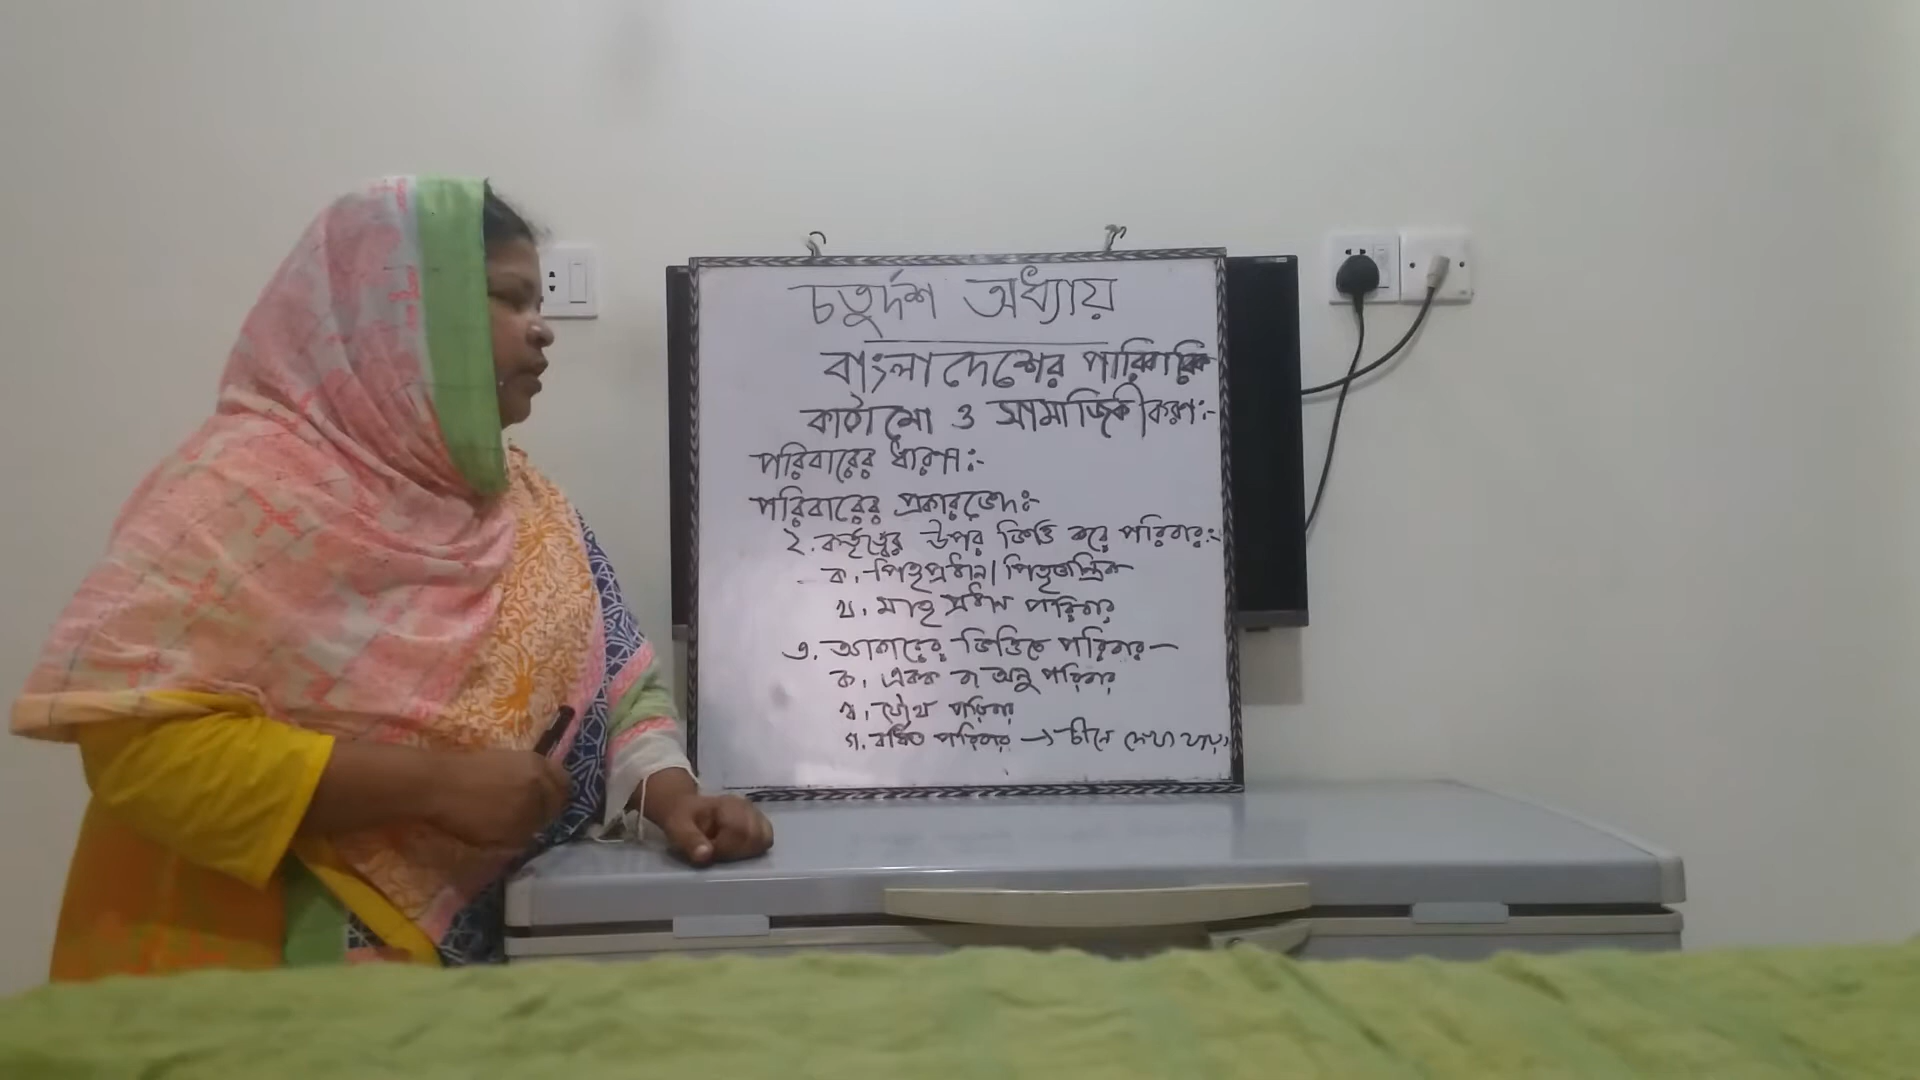 চতুর্দশ অধ্যায়
বাংলাদেশের পারিবারিক
কাঠামো ও সামাজিকীকরণ:-
পরিবারের ধারণা:-
পরিবারের প্রকারভেদ:-
২. কর্তৃত্বের উপর ভিত্তি করে পরিবার:-
ক. পিতৃপ্রধান/পিতৃতান্ত্রিক
খ. মাতৃ প্রধান পরিবার
৩. আকারের ভিত্তিতে পরিবার—
ক. একক বা অনু পরিবার
খ. যৌথ পরিবার
গ. বর্ধিত পরিবার → চীনে দেখা যায়